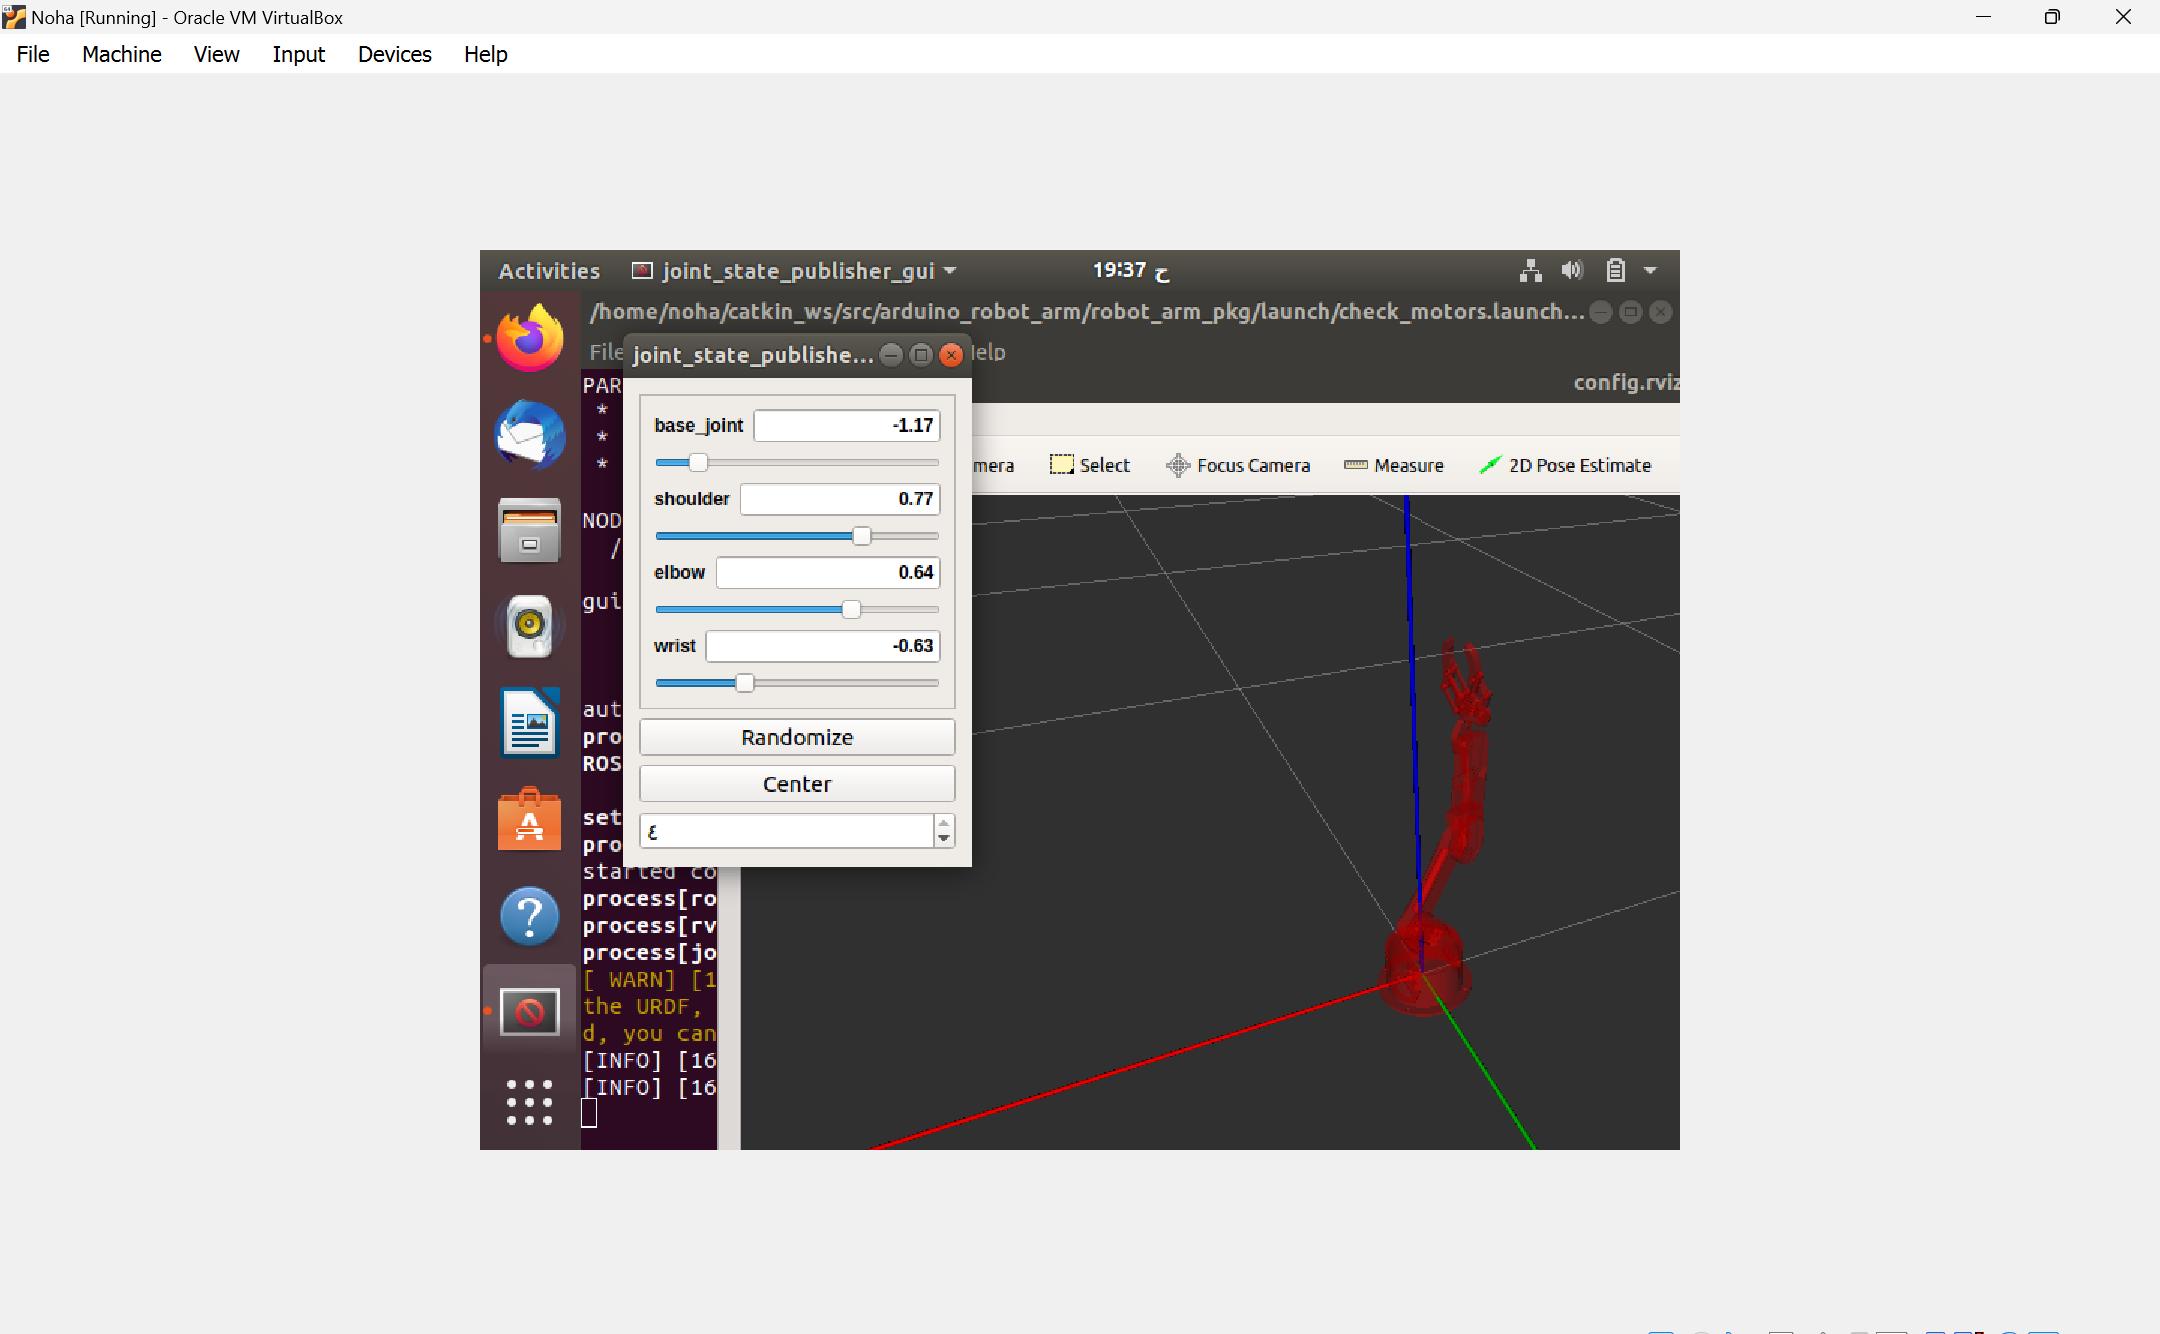 Noha [Running] - Oracle VM VirtualBox
File Machine View Input Devices Help
Activities joint_state_publisher_gui 19:37 ح
/home/noha/catkin_ws/src/arduino_robot_arm/robot_arm_pkg/launch/check_motors.launch...
File elp
joint_state_publishe...
config.rviz
PAR
*
*
*
NOD
/
gui
aut
pro
ROS
set
pro
started co
process[ro
process[rv
process[jo
[ WARN] [1
the URDF,
d, you can
[INFO] [16
[INFO] [16
base_joint -1.17
shoulder 0.77
elbow 0.64
wrist -0.63
Randomize
Center
٤
mera Select Focus Camera Measure 2D Pose Estimate